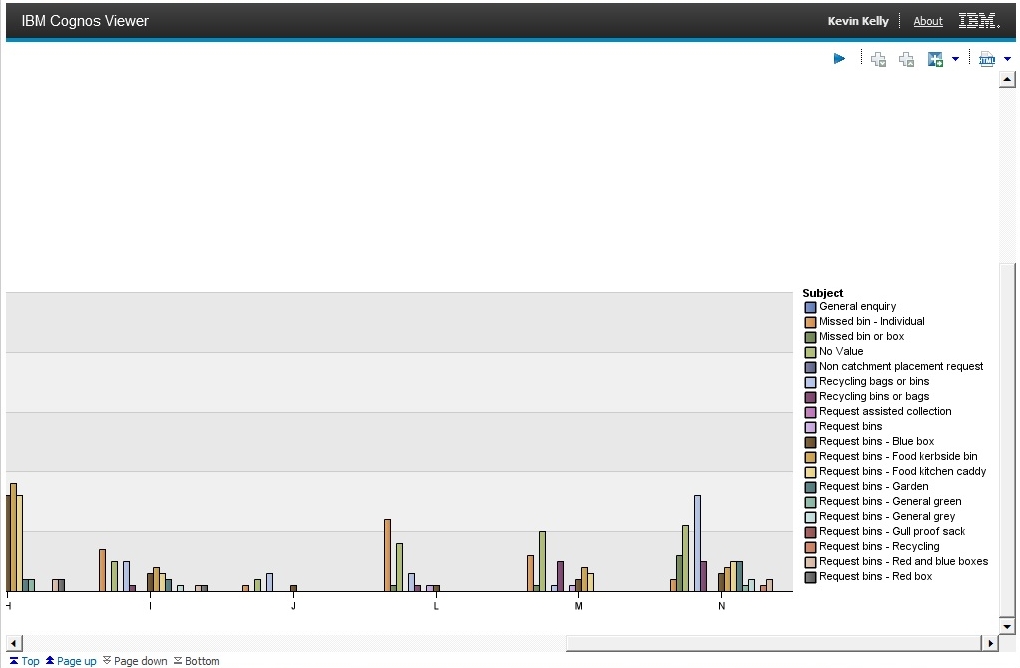 IBM Cognos Viewer
Kevin Kelly
About
IBM.
HTML
Subject
General enquiry
Missed bin - Individual
Missed bin or box
No Value
Non catchment placement request
Recycling bags or bins
Recycling bins or bags
Request assisted collection
Request bins
Request bins - Blue box
Request bins - Food kerbside bin
Request bins - Food kitchen caddy
Request bins - Garden
Request bins - General green
Request bins - General grey
Request bins - Gull proof sack
Request bins - Recycling
Request bins - Red and blue boxes
Request bins - Red box
H I J L M N
Top Page up Page down Bottom